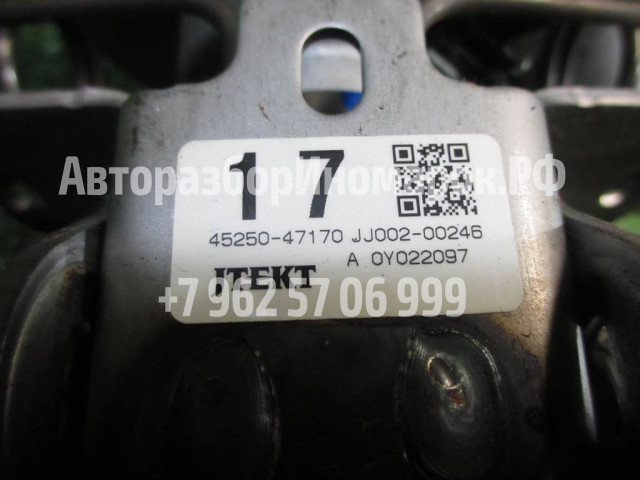 17
АвторазборИномарок.РФ
45250-47170 JJ002-00246
JTEKT
A 0Y022097
+7 962 57 06 999